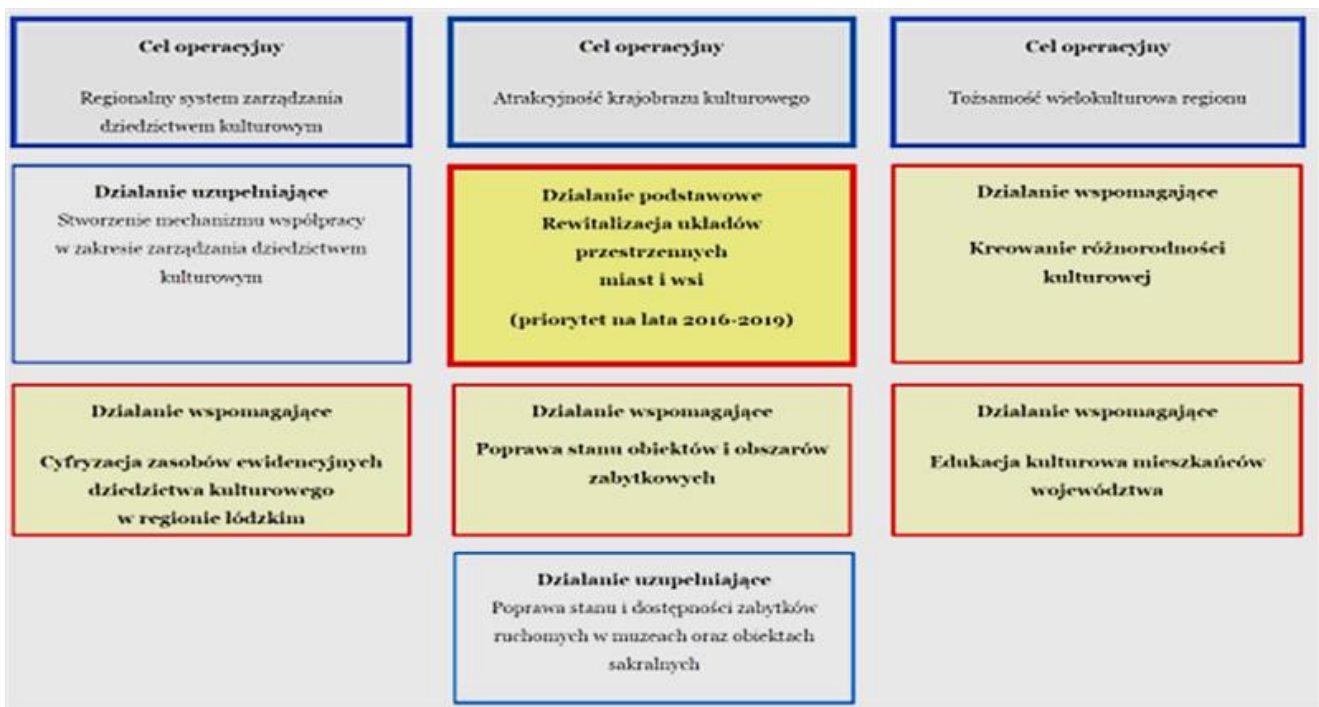 Cel operacyjny
Regionalny system zarządzania
dziedzictwem kulturowym
Cel operacyjny
Atrakcyjność krajobrazu kulturowego
Cel operacyjny
Tożsamość wielokulturowa regionu
Działanie uzupełniające
Stworzenie mechanizmu współpracy
w zakresie zarządzania dziedzictwem
kulturowym
Działanie podstawowe
Rewitalizacja układów
przestrzennych
miast i wsi
(priorytet na lata 2016-2019)
Działanie wspomagające
Kreowanie różnorodności
kulturowej
Działanie wspomagające
Cyfryzacja zasobów ewidencyjnych
dziedzictwa kulturowego
w regionie łódzkim
Działanie wspomagające
Poprawa stanu obiektów i obszarów
zabytkowych
Działanie wspomagające
Edukacja kulturowa mieszkańców
województwa
Działanie uzupełniające
Poprawa stanu i dostępności zabytków
ruchomych w muzeach oraz obiektach
sakralnych